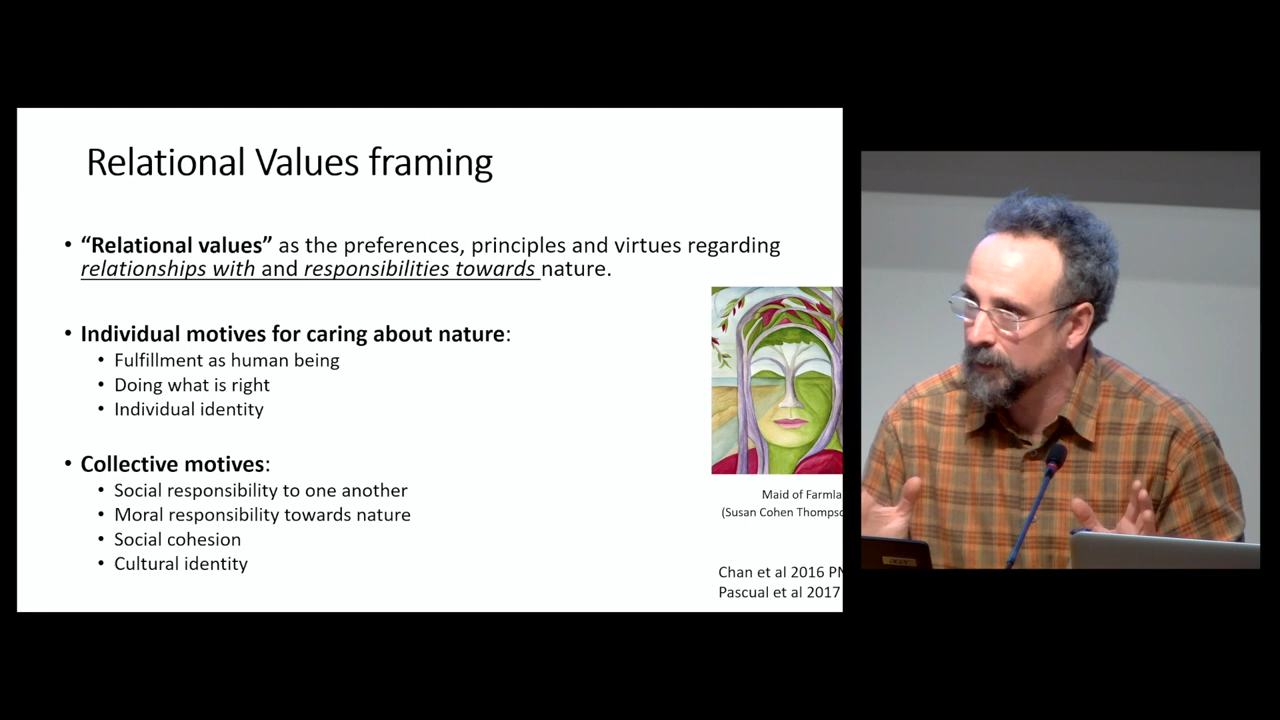 Relational Values framing
• “Relational values” as the preferences, principles and virtues regarding
relationships with and responsibilities towards nature.
• Individual motives for caring about nature:
• Fulfillment as human being
• Doing what is right
• Individual identity
• Collective motives:
• Social responsibility to one another
• Moral responsibility towards nature
• Social cohesion
• Cultural identity
Maid of
(Susan Cohen
Chan et al 2016
Pascual et al 2017
acer